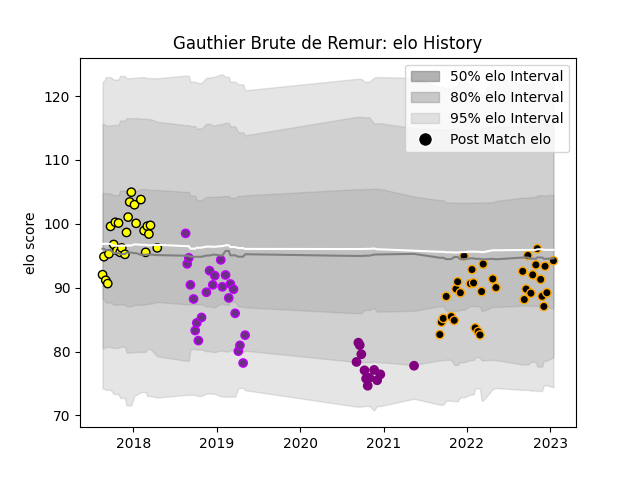 Gauthier Brute de Remur: elo History
50% elo Interval
80% elo Interval
95% elo Interval
Post Match elo
elo score
120
110
100
90
80
70
2018
2019
2020
2021
2022
2023